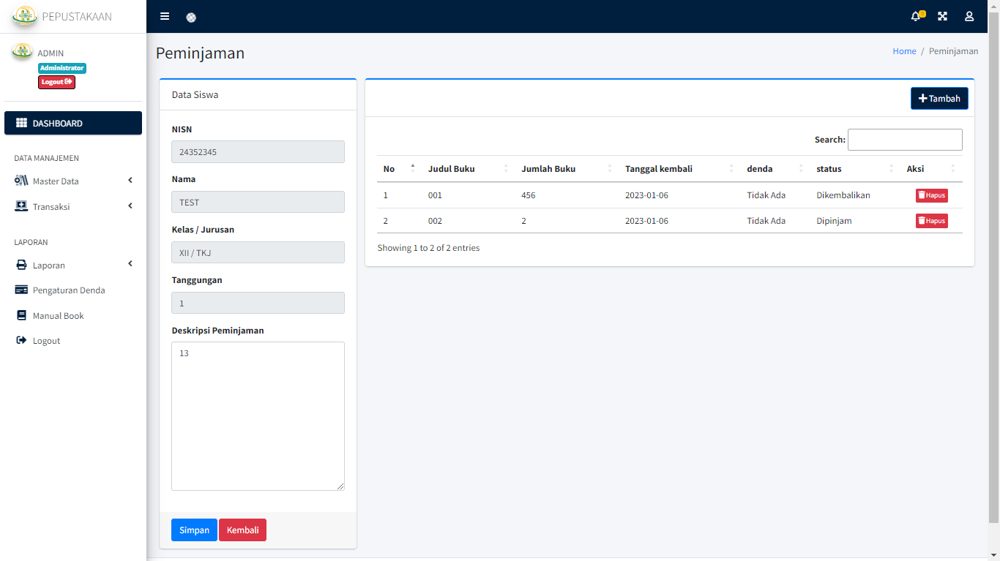 PEPUSTAKAAN
ADMIN
Administrator
Logout
DASHBOARD
DATA MANAJEMEN
Master Data
Transaksi
LAPORAN
Laporan
Pengaturan Denda
Manual Book
Logout
Peminjaman
Home / Peminjaman
Data Siswa
NISN
24352345
Nama
TEST
Kelas / Jurusan
XII / TKJ
Tanggungan
1
Deskripsi Peminjaman
13
Simpan Kembali
Tambah
Search:
No Judul Buku Jumlah Buku Tanggal kembali denda status Aksi
1 001 456 2023-01-06 Tidak Ada Dikembalikan Hapus
2 002 2 2023-01-06 Tidak Ada Dipinjam Hapus
Showing 1 to 2 of 2 entries